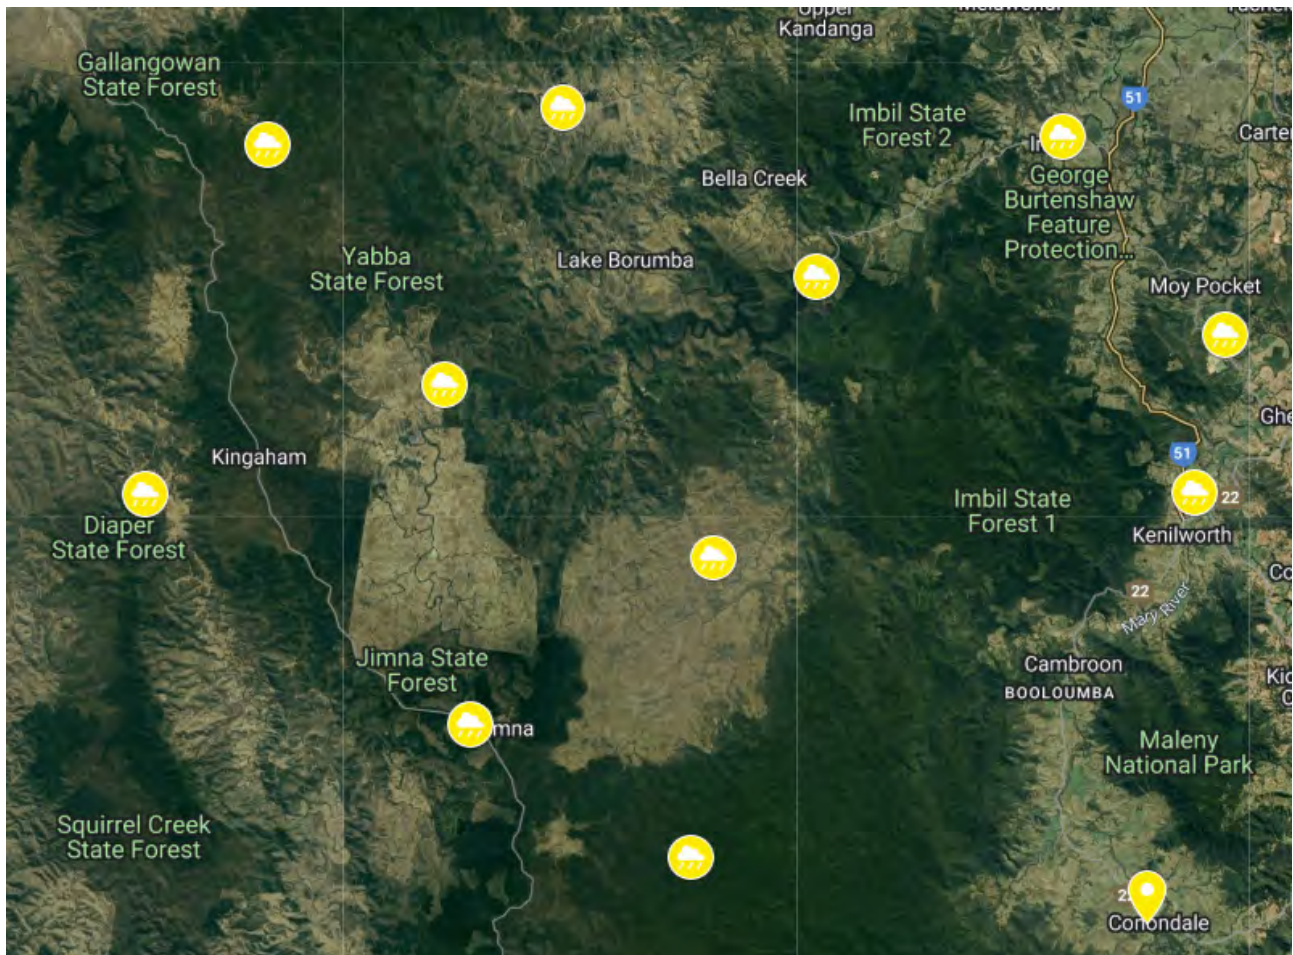 Upper
Kandanga
Gallangowan
State Forest
51
Imbil State
Forest 2
Bella Creek
George
Burtenshaw
Feature
Protection...
Yabba
State Forest
Lake Borumba
Moy Pocket
Kingaham
51
Imbil State
Forest 1
22
Kenilworth
Diaper
State Forest
22
Mary River
Cambroon
BOOLOUMBA
Jimna State
Forest
mna
Maleny
National Park
Squirrel Creek
State Forest
Conondale